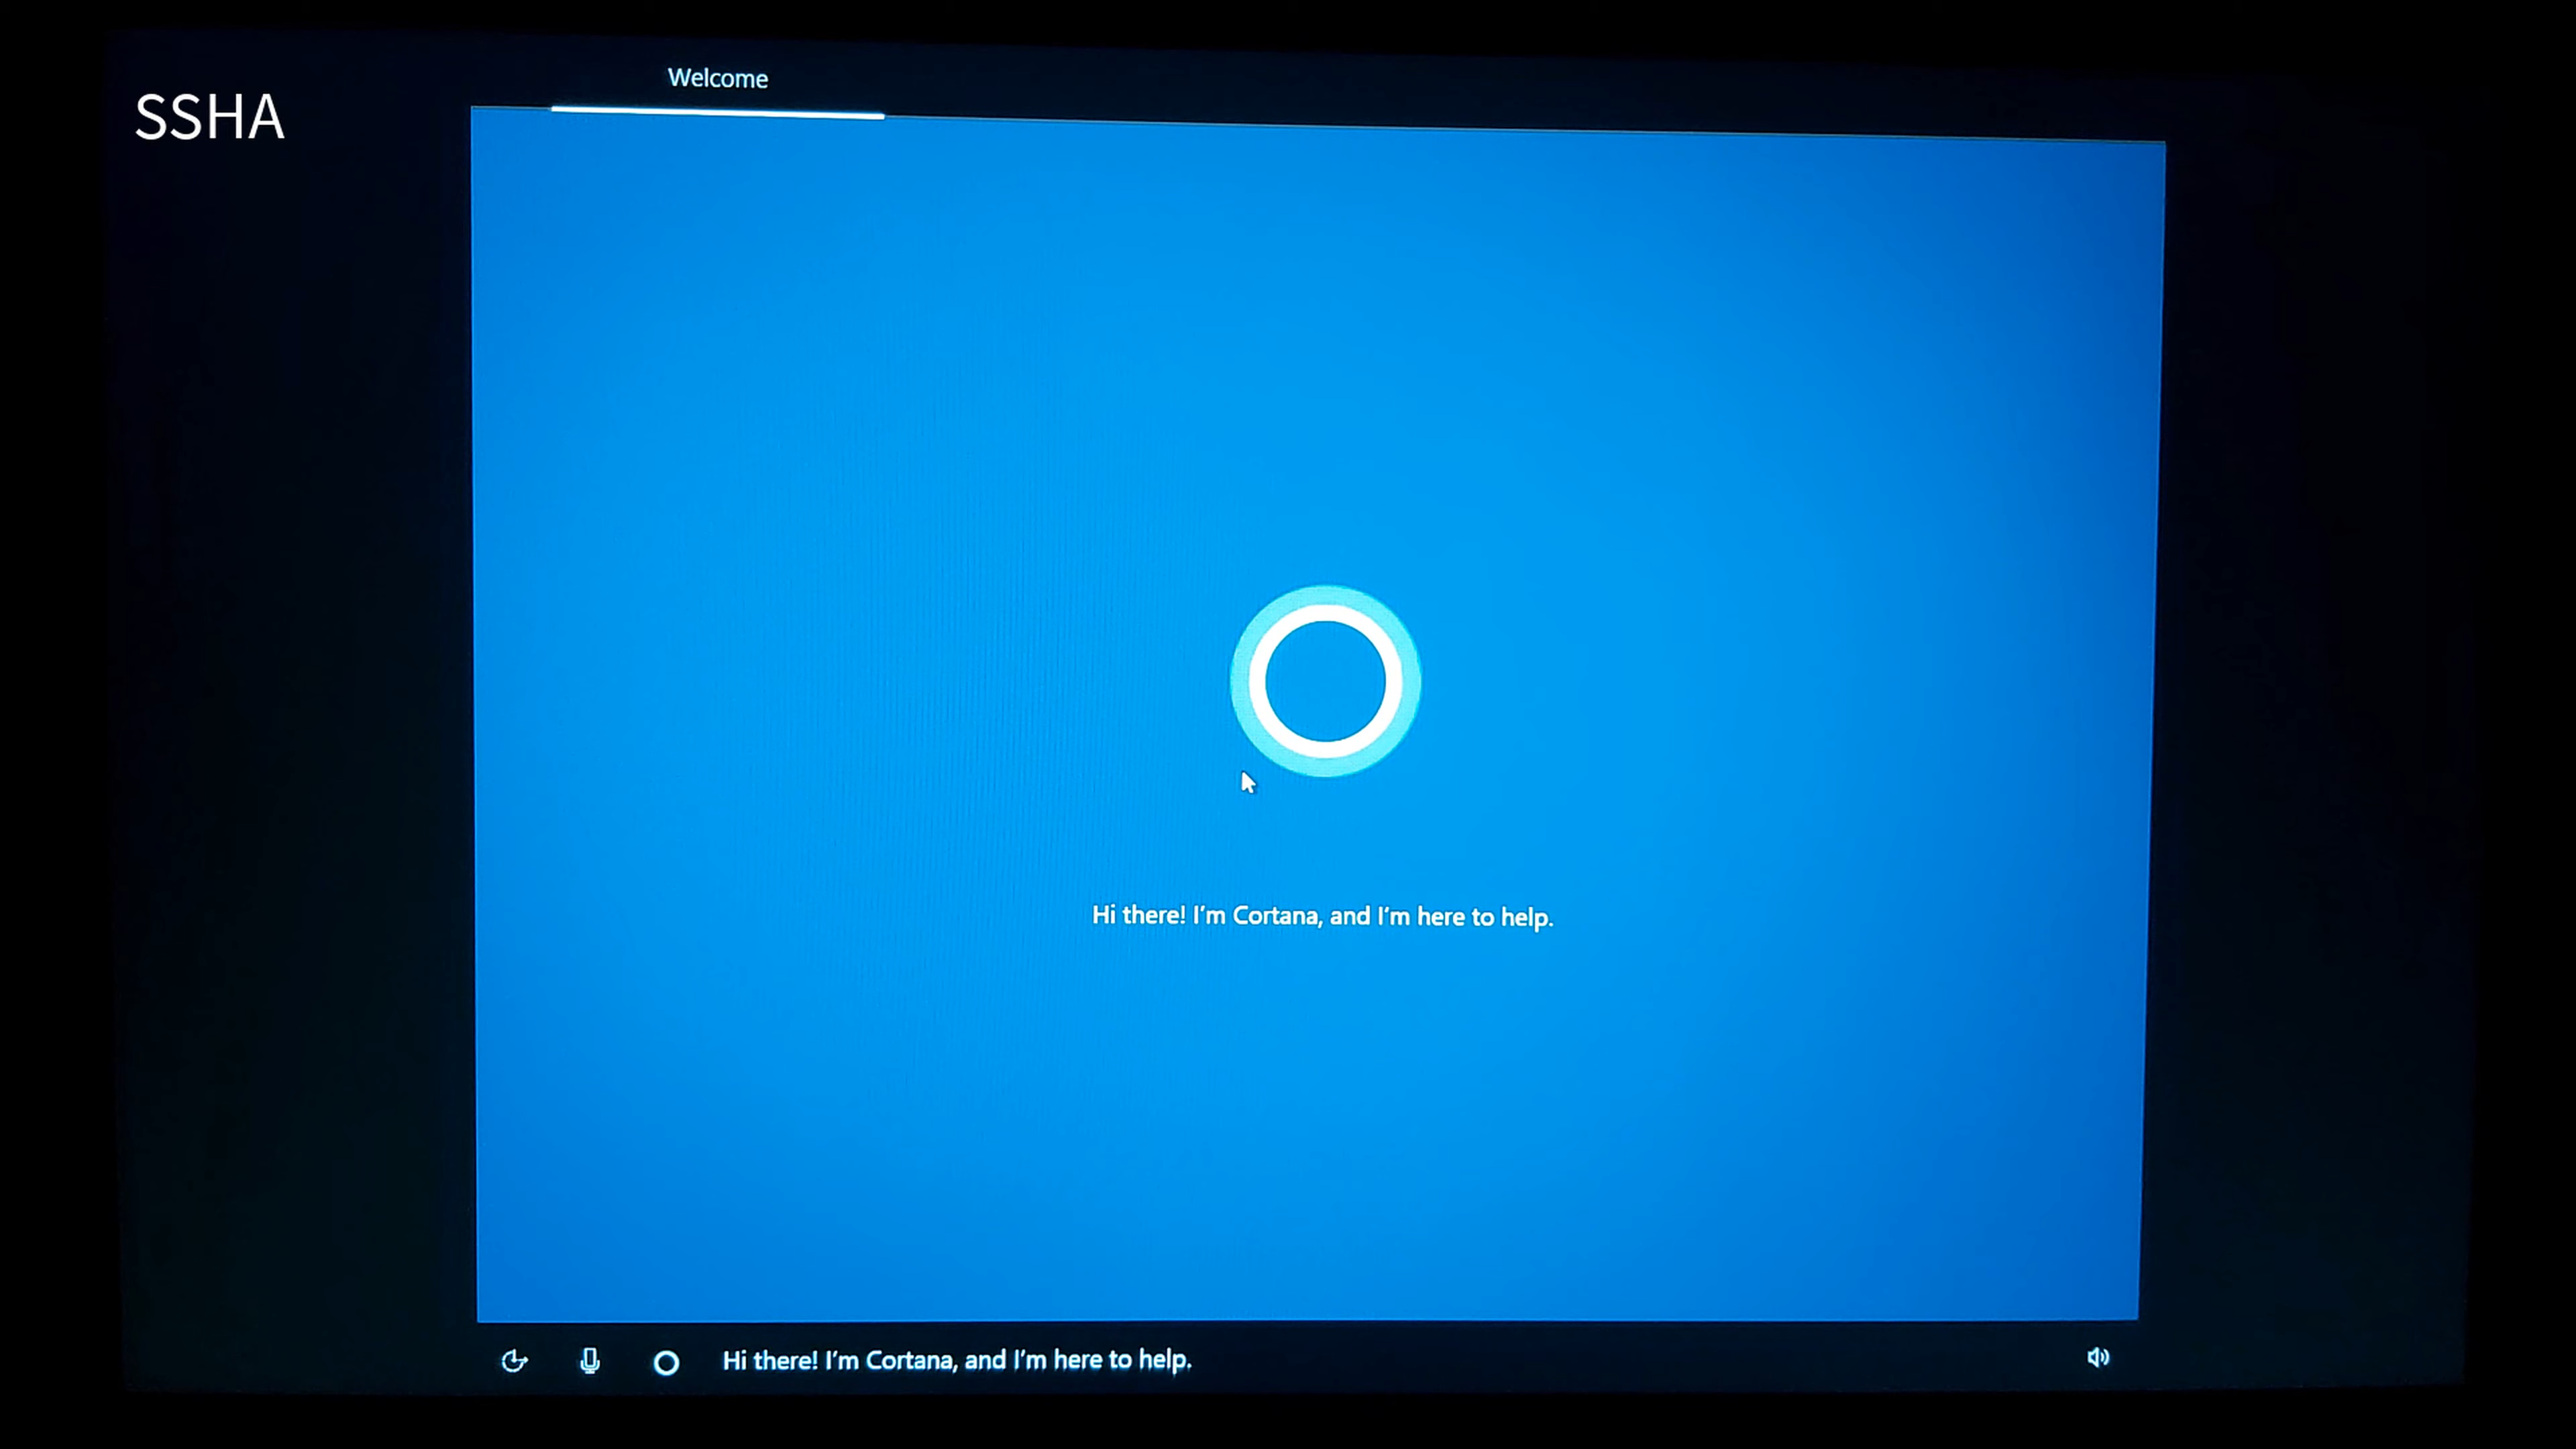 Welcome
SSHA
Hi there! I'm Cortana, and I'm here to help.
Hi there! I'm Cortana, and I'm here to help.